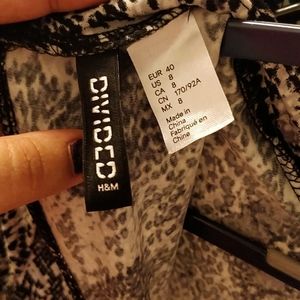 DIVIDED
H&M
EUR 40
US 8
CA 8
CN 170/92A
MX 8
Made in
China
Fabriqué en
Chine